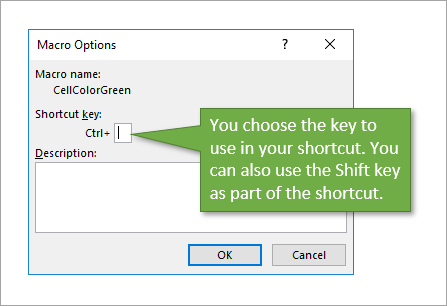 Macro Options ? ×
Macro name:
CellColorGreen
Shortcut key:
Ctrl+
Description:
OK Cancel
You choose the key to
use in your shortcut. You
can also use the Shift key
as part of the shortcut.